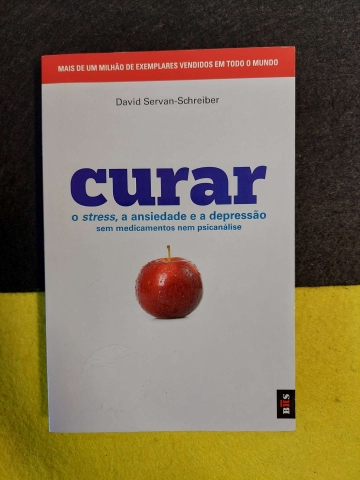 MAIS DE UM MILHÃO DE EXEMPLARES VENDIDOS EM TODO O MUNDO
David Servan-Schreiber
curar
o stress, a ansiedade e a depressão
sem medicamentos nem psicanálise
BIIS